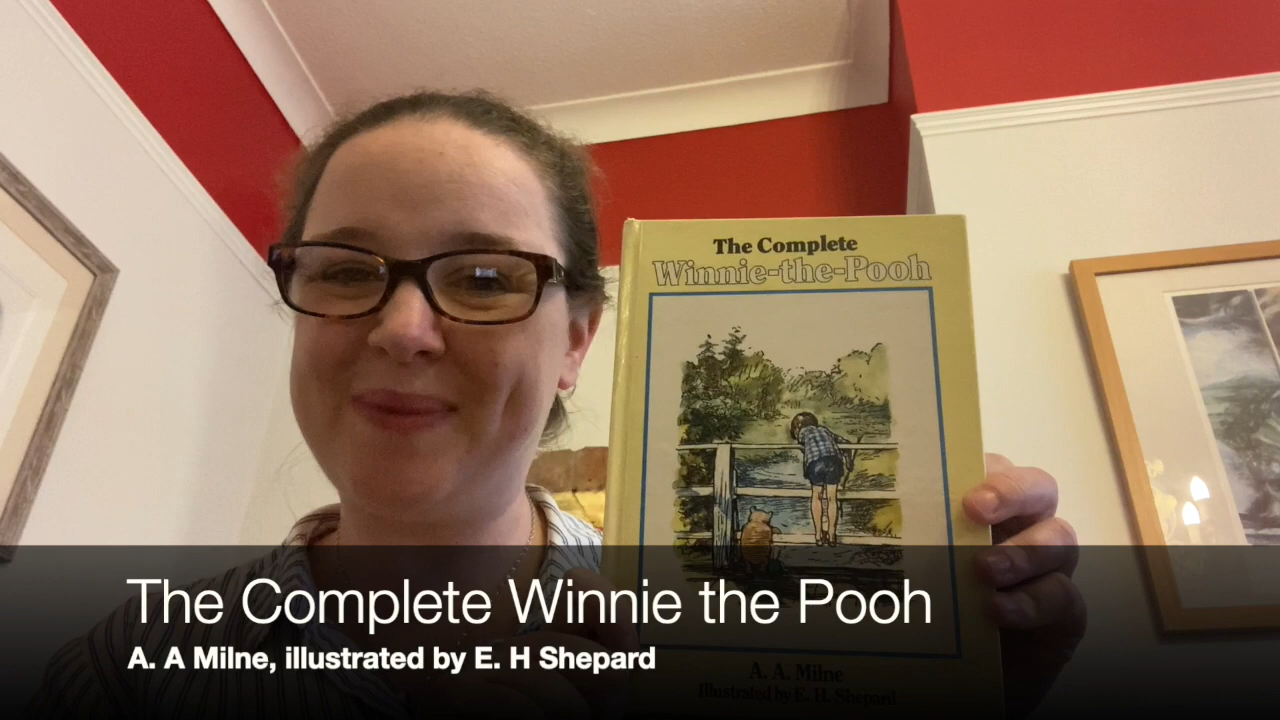 The Complete
Winnie-the-Pooh
The Complete Winnie the Pooh
A. A Milne, illustrated by E. H Shepard
A. A. Milne
Illustrated by E. H. Shepard